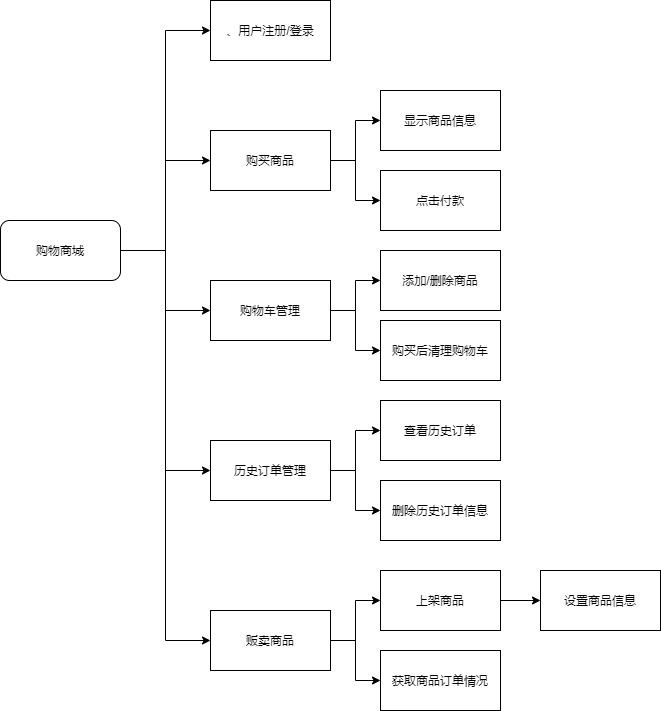 、用户注册/登录
显示商品信息
购买商品
点击付款
购物商城
添加/删除商品
购物车管理
购买后清理购物车
查看历史订单
历史订单管理
删除历史订单信息
上架商品
设置商品信息
贩卖商品
获取商品订单情况